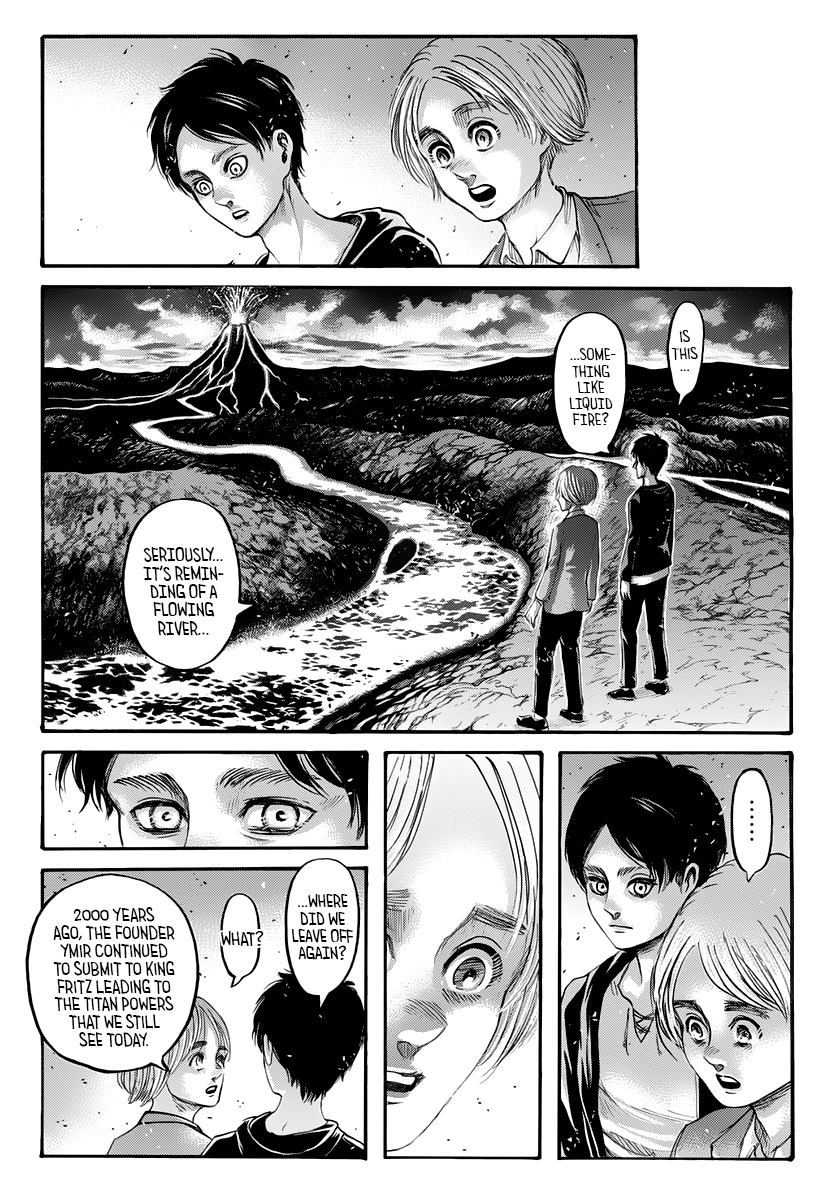 IS
THIS
...
...SOME-
THING
LIKE
LIQUID
FIRE?
SERIOUSLY...
IT'S REMIN-
DING OF A
FLOWING
RIVER...
......
...WHERE
DID WE
LEAVE OFF
AGAIN?
WHAT?
2000 YEARS
AGO, THE FOUNDER
YMIR CONTINUED
TO SUBMIT TO KING
FRITZ LEADING TO
THE TITAN POWERS
THAT WE STILL
SEE TODAY.